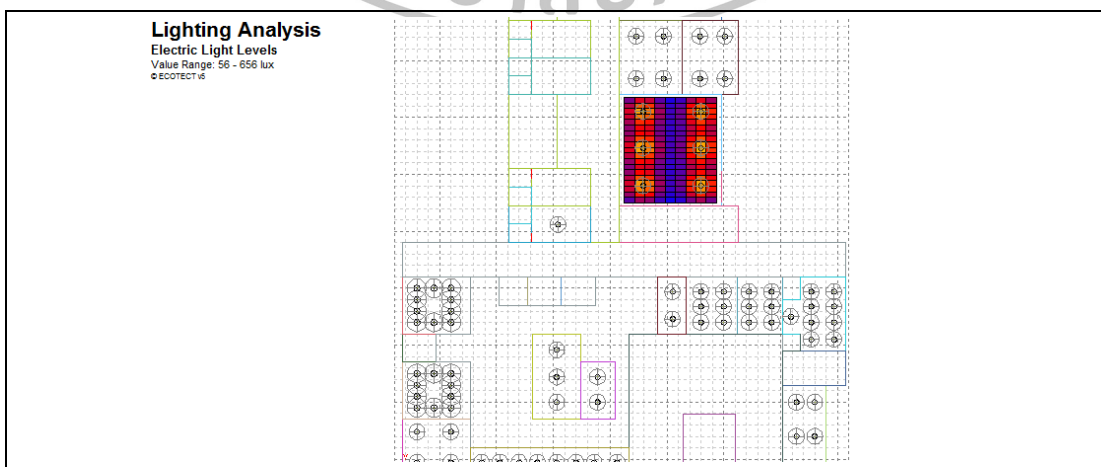 Lighting Analysis
Electric Light Levels
Value Range: 56 - 656 lux
© ECOTECT v5